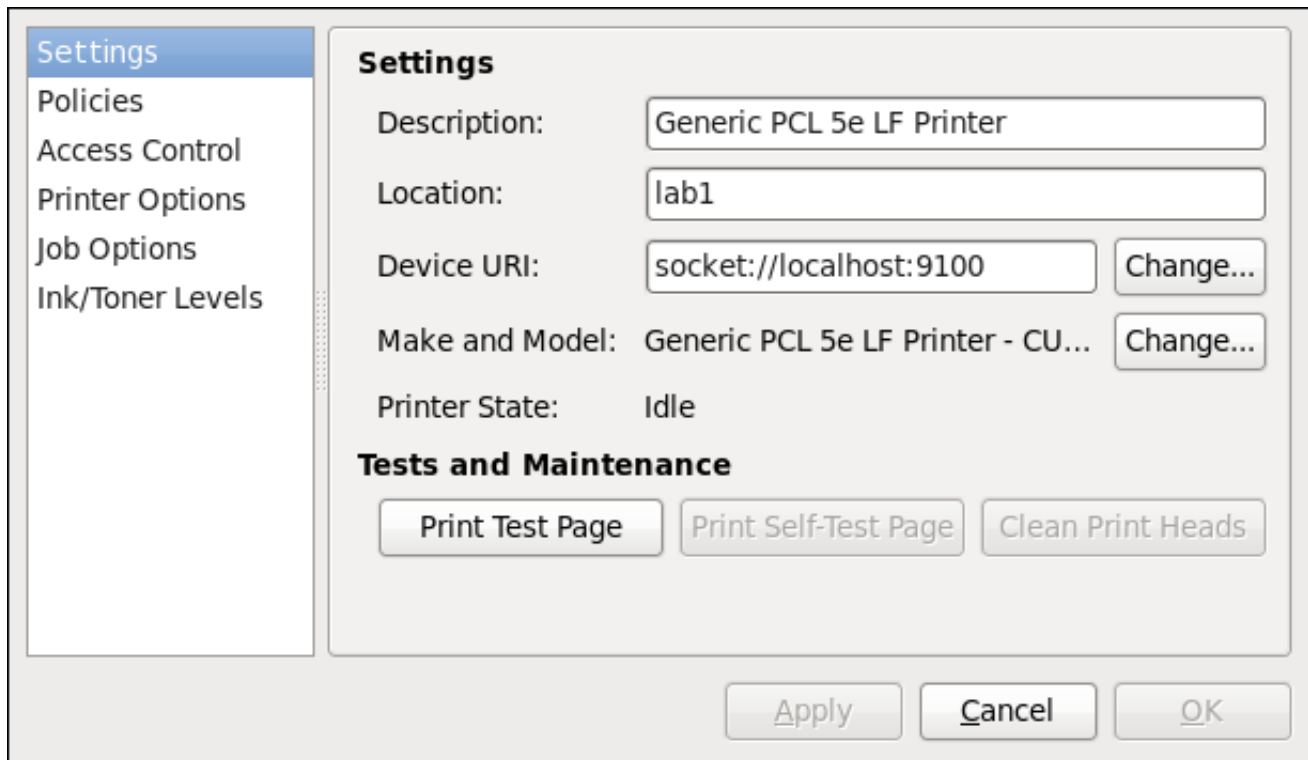 Settings
Policies
Access Control
Printer Options
Job Options
Ink/Toner Levels
Settings
Description: Generic PCL 5e LF Printer
Location: lab1
Device URI: socket://localhost:9100 Change...
Make and Model: Generic PCL 5e LF Printer - CU... Change...
Printer State: Idle
Tests and Maintenance
Print Test Page Print Self-Test Page Clean Print Heads
Apply Cancel OK